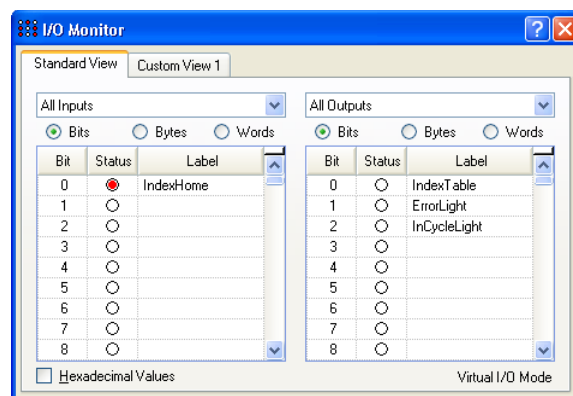 I/O Monitor
Standard View Custom View 1
All Inputs All Outputs
Bits Bytes Words Bits Bytes Words
Bit Status Label Bit Status Label
0 IndexHome 0 IndexTable
1 1 ErrorLight
2 2 InCycleLight
3 3
4 4
5 5
6 6
7 7
8 8
Hexadecimal Values Virtual I/O Mode